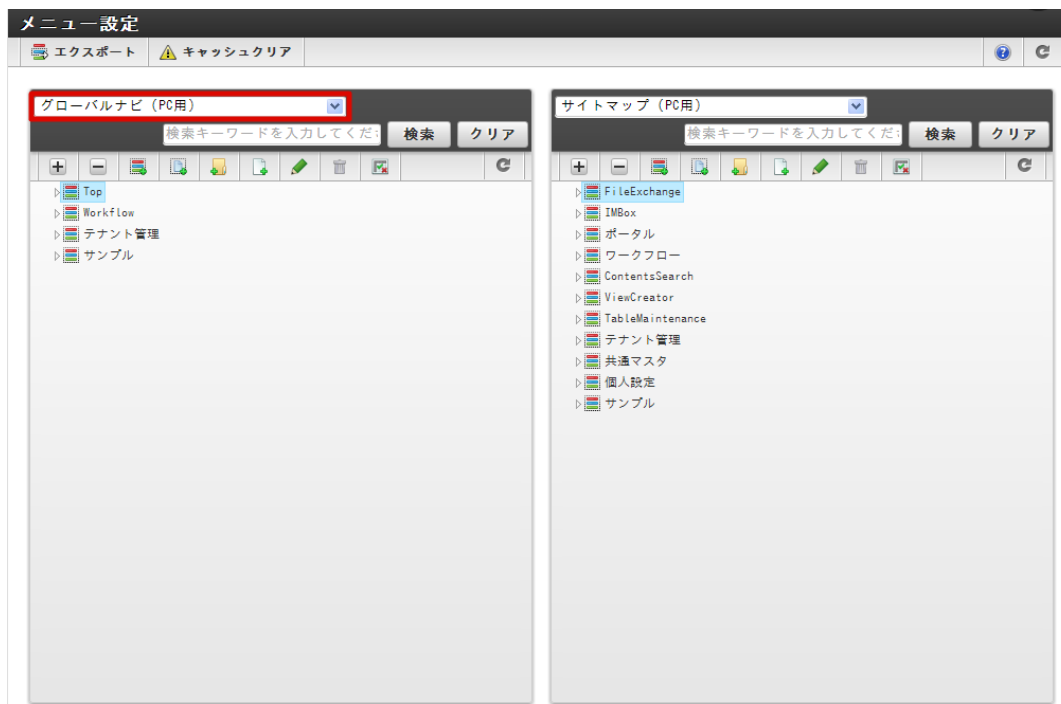 メニュー設定
エクスポート キャッシュクリア
グローバルナビ (PC用)
検索キーワードを入力してくだ
検索 クリア
Top
Workflow
テナント管理
サンプル
サイトマップ (PC用)
検索キーワードを入力してくだ
検索 クリア
FileExchange
IMBox
ポータル
ワークフロー
ContentsSearch
ViewCreator
TableMaintenance
テナント管理
共通マスタ
個人設定
サンプル